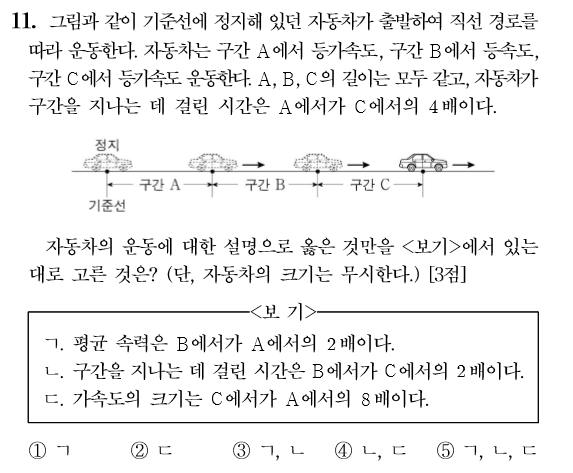 11. 그림과 같이 기준선에 정지해 있던 자동차가 출발하여 직선 경로를
따라 운동한다. 자동차는 구간 A에서 등가속도, 구간 B에서 등속도,
구간 C에서 등가속도 운동한다. A, B, C의 길이는 모두 같고, 자동차가
구간을 지나는 데 걸린 시간은 A에서가 C에서의 4배이다.
정지
구간 A 구간 B 구간 C
기준선
자동차의 운동에 대한 설명으로 옳은 것만을 <보기>에서 있는
대로 고른 것은? (단, 자동차의 크기는 무시한다.) [3점]
<보 기>
ㄱ. 평균 속력은 B에서가 A에서의 2배이다.
ㄴ. 구간을 지나는 데 걸린 시간은 B에서가 C에서의 2배이다.
ㄷ. 가속도의 크기는 C에서가 A에서의 8배이다.
① ㄱ ② ㄷ ③ ㄱ, ㄴ ④ ㄴ, ㄷ ⑤ ㄱ, ㄴ, ㄷ